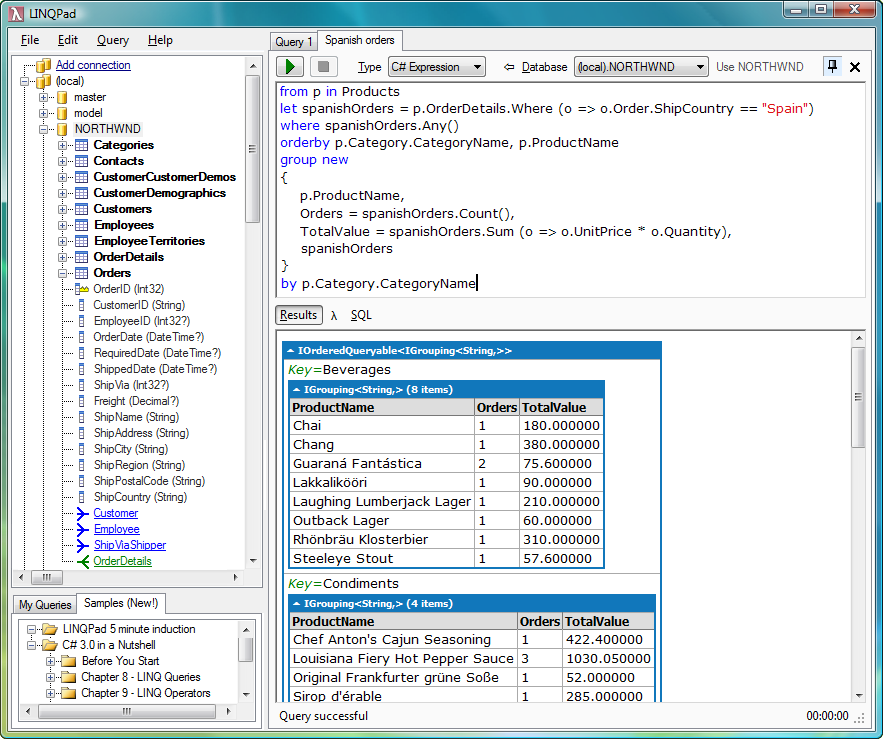 LINQPad
File Edit Query Help
Add connection
(local)
master
model
NORTHWND
Categories
Contacts
CustomerCustomerDemos
CustomerDemographics
Customers
Employees
EmployeeTerritories
OrderDetails
Orders
OrderID (Int32)
CustomerID (String)
EmployeeID (Int32?)
OrderDate (DateTime?)
RequiredDate (DateTime?)
ShippedDate (DateTime?)
ShipVia (Int32?)
Freight (Decimal?)
ShipName (String)
ShipAddress (String)
ShipCity (String)
ShipRegion (String)
ShipPostalCode (String)
ShipCountry (String)
Customer
Employee
ShipViaShipper
OrderDetails
My Queries Samples (New!)
LINQPad 5 minute induction
C# 3.0 in a Nutshell
Before You Start
Chapter 8 - LINQ Queries
Chapter 9 - LINQ Operators
Query 1 Spanish orders
Type C# Expression Database (local).NORTHWND Use NORTHWND
from p in Products
let spanishOrders = p.OrderDetails.Where (o => o.Order.ShipCountry == "Spain")
where spanishOrders.Any()
orderby p.Category.CategoryName, p.ProductName
group new
{
p.ProductName,
Orders = spanishOrders.Count(),
TotalValue = spanishOrders.Sum (o => o.UnitPrice * o.Quantity),
spanishOrders
}
by p.Category.CategoryName
Results λ SQL
IOrderedQueryable<IGrouping<String,>>
Key=Beverages
IGrouping<String,> (8 items)
ProductName Orders TotalValue
Chai 1 180.000000
Chang 1 380.000000
Guaraná Fantástica 2 75.600000
Lakkalikööri 1 90.000000
Laughing Lumberjack Lager 1 210.000000
Outback Lager 1 60.000000
Rhönbräu Klosterbier 1 310.000000
Steeleye Stout 1 57.600000
Key=Condiments
IGrouping<String,> (4 items)
ProductName Orders TotalValue
Chef Anton's Cajun Seasoning 1 422.400000
Louisiana Fiery Hot Pepper Sauce 3 1030.050000
Original Frankfurter grüne Soße 1 52.000000
Sirop d'érable 1 285.000000
Query successful 00:00:00